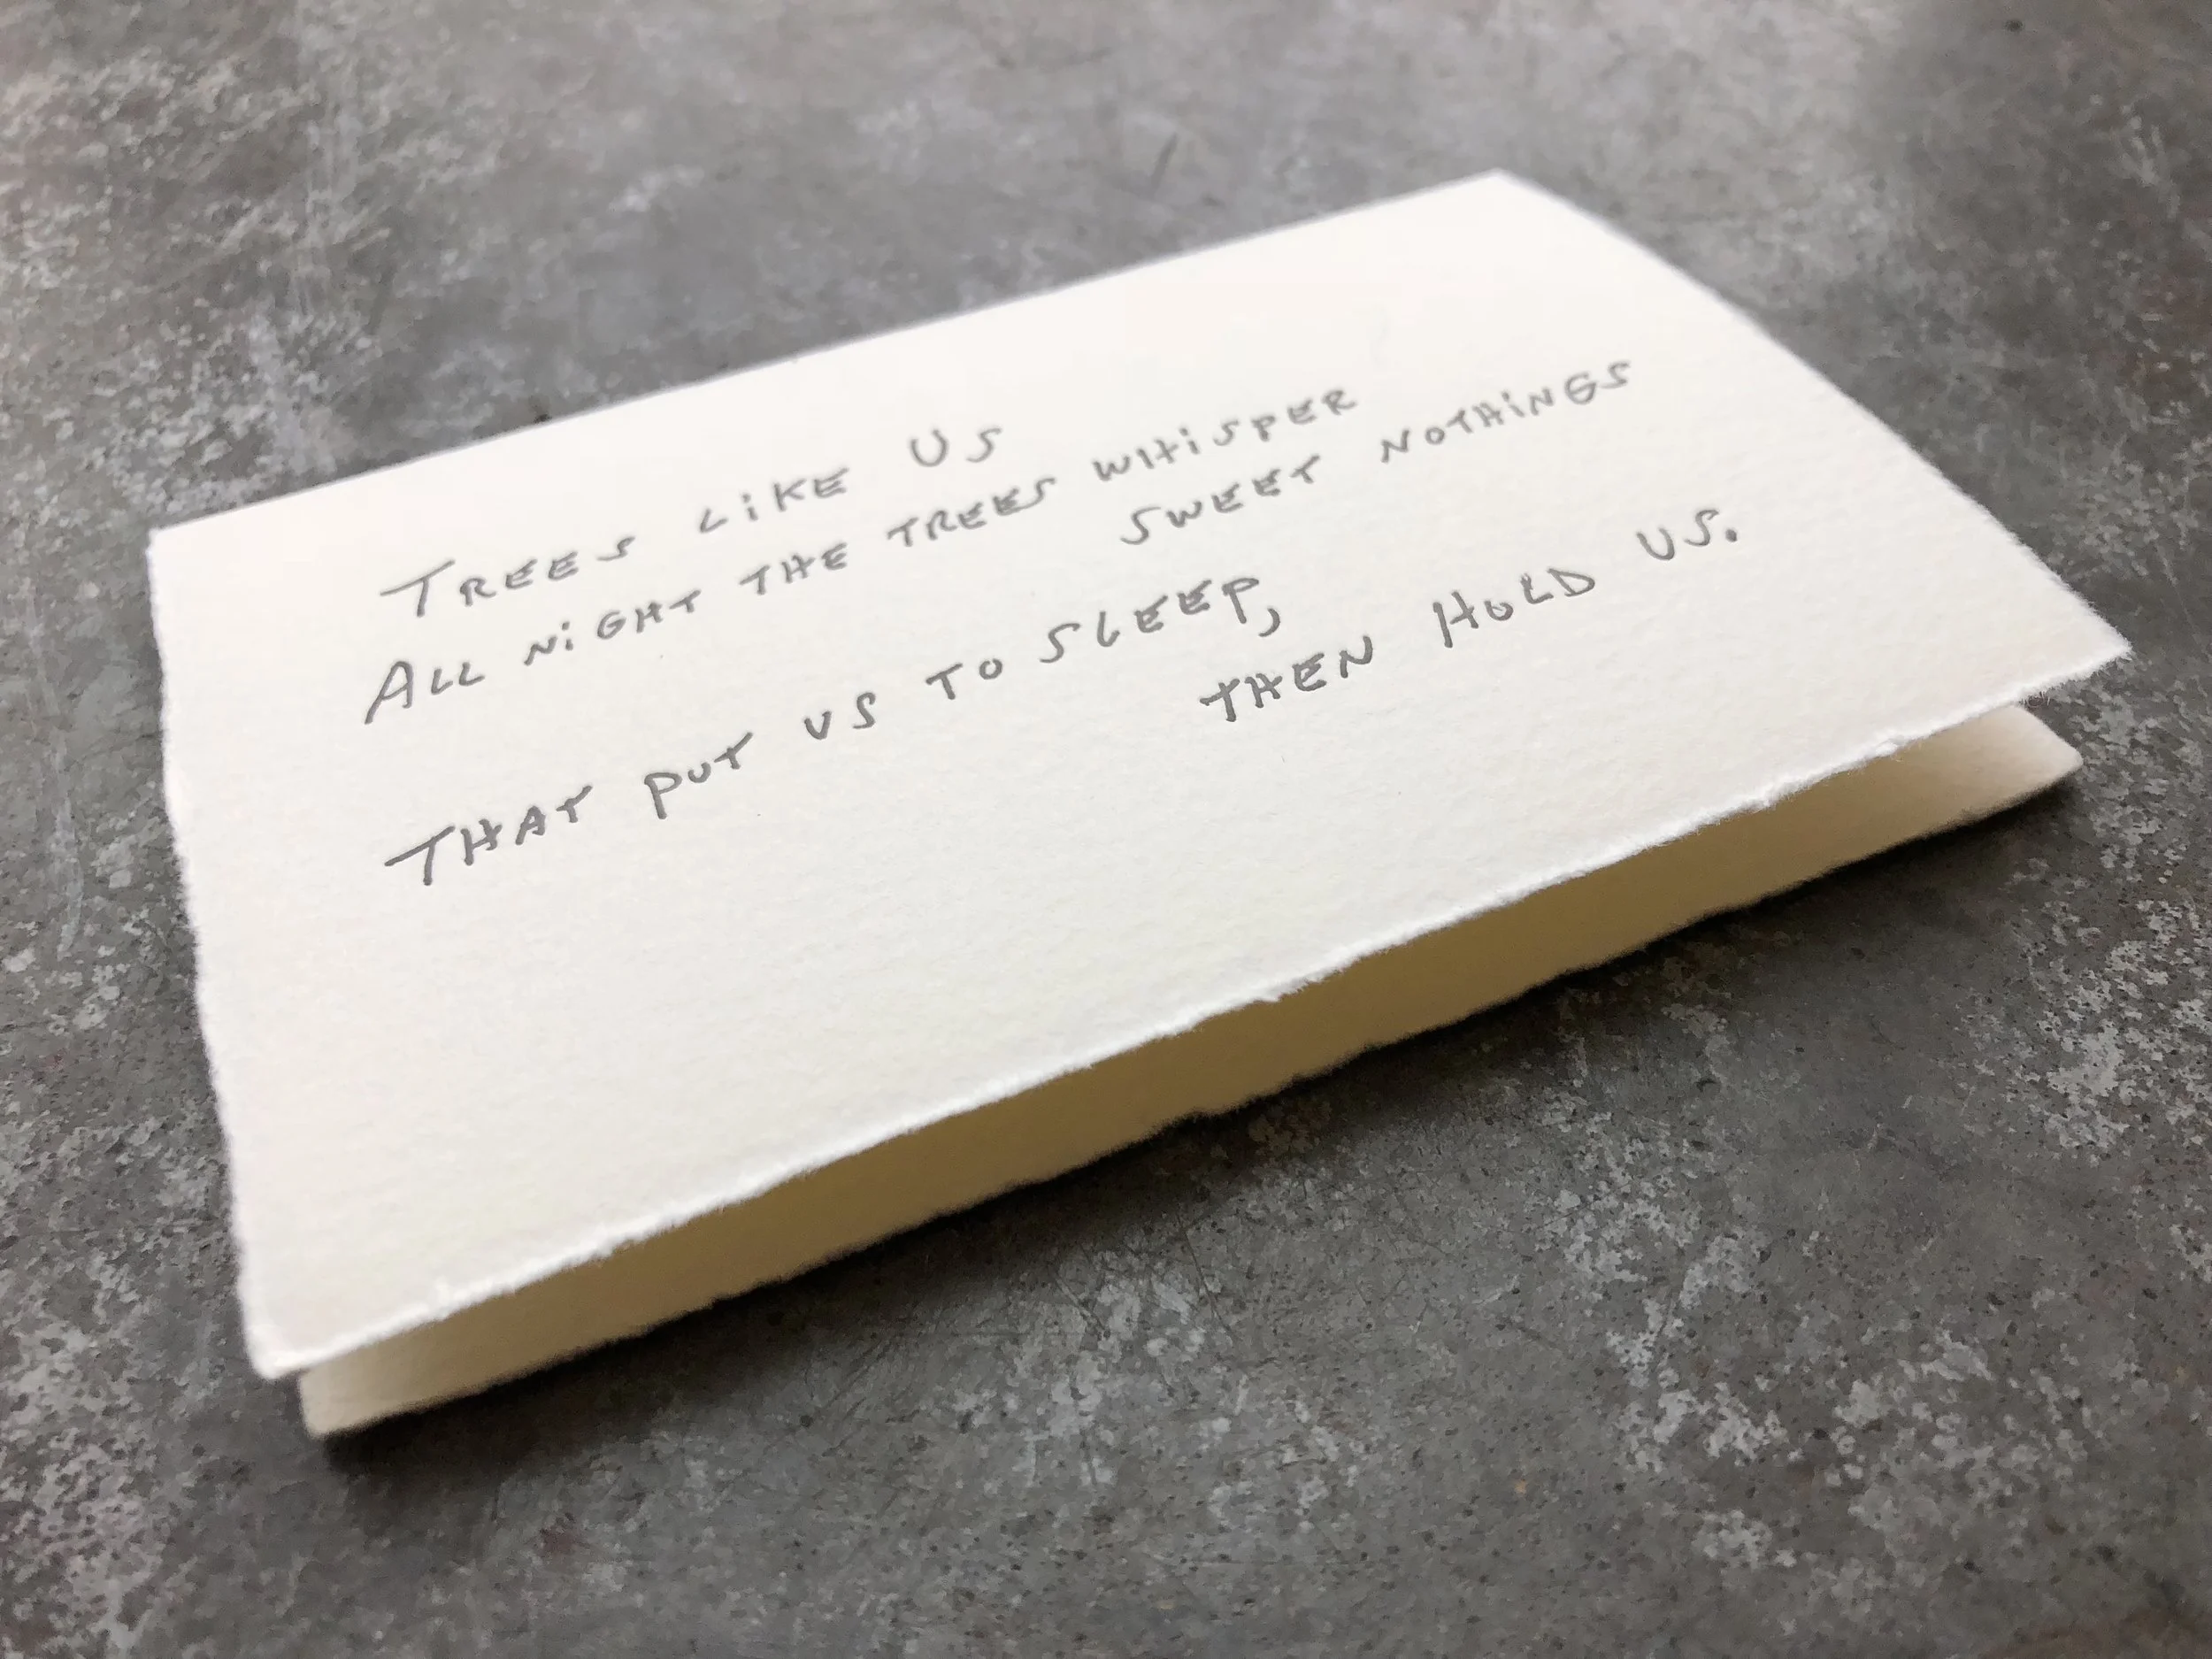 TREES LiKE US
ALL NiGHT THE TREES WHiSPER
SWEET NOTHiNGS
THAT PUT US TO SLEEP,
THEN HOLD US.